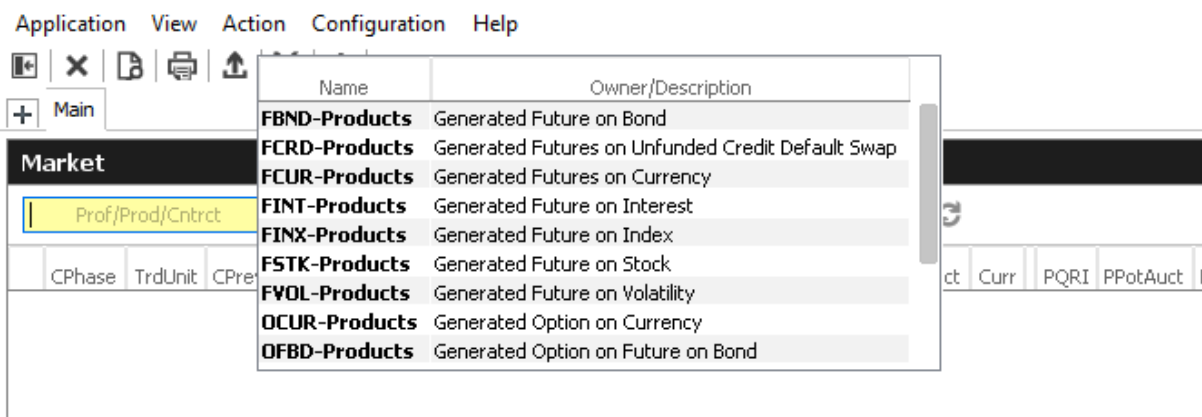 Application View Action Configuration Help
Name Owner/Description
Main
FBND-Products Generated Future on Bond
FCRD-Products Generated Futures on Unfunded Credit Default Swap
Market
FCUR-Products Generated Futures on Currency
Prof/Prod/Cntrct
FINT-Products Generated Future on Interest
FINX-Products Generated Future on Index
FSTK-Products Generated Future on Stock
CPhase TrdUnit CPre ct Curr PQRI PPotAuct
FVOL-Products Generated Future on Volatility
OCUR-Products Generated Option on Currency
OFBD-Products Generated Option on Future on Bond